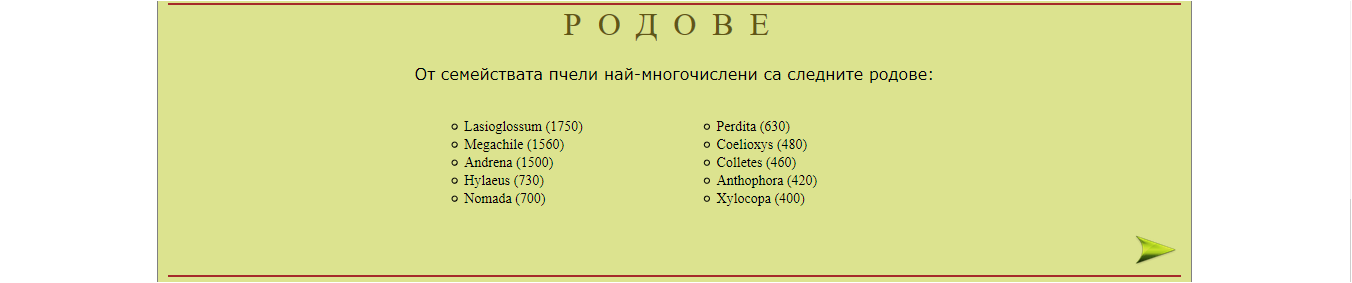 РОДОВЕ
От семействата пчели най-многочислени са следните родове:
Lasioglossum (1750)
Megachile (1560)
Andrena (1500)
Hylaeus (730)
Nomada (700)
Perdita (630)
Coelioxys (480)
Colletes (460)
Anthophora (420)
Xylocopa (400)